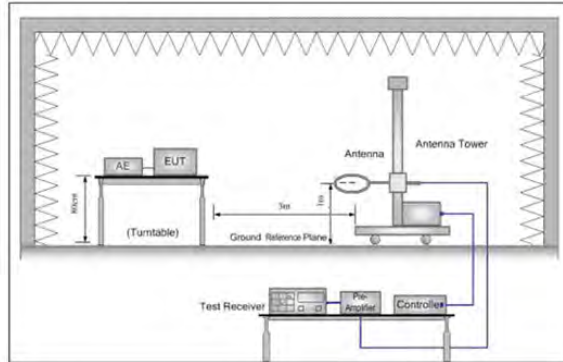 Antenna
Antenna Tower
AE
EUT
80cm
3m
1m
(Turntable)
Ground Reference Plane
Test Receiver
Pre-
Amplifier
Controller